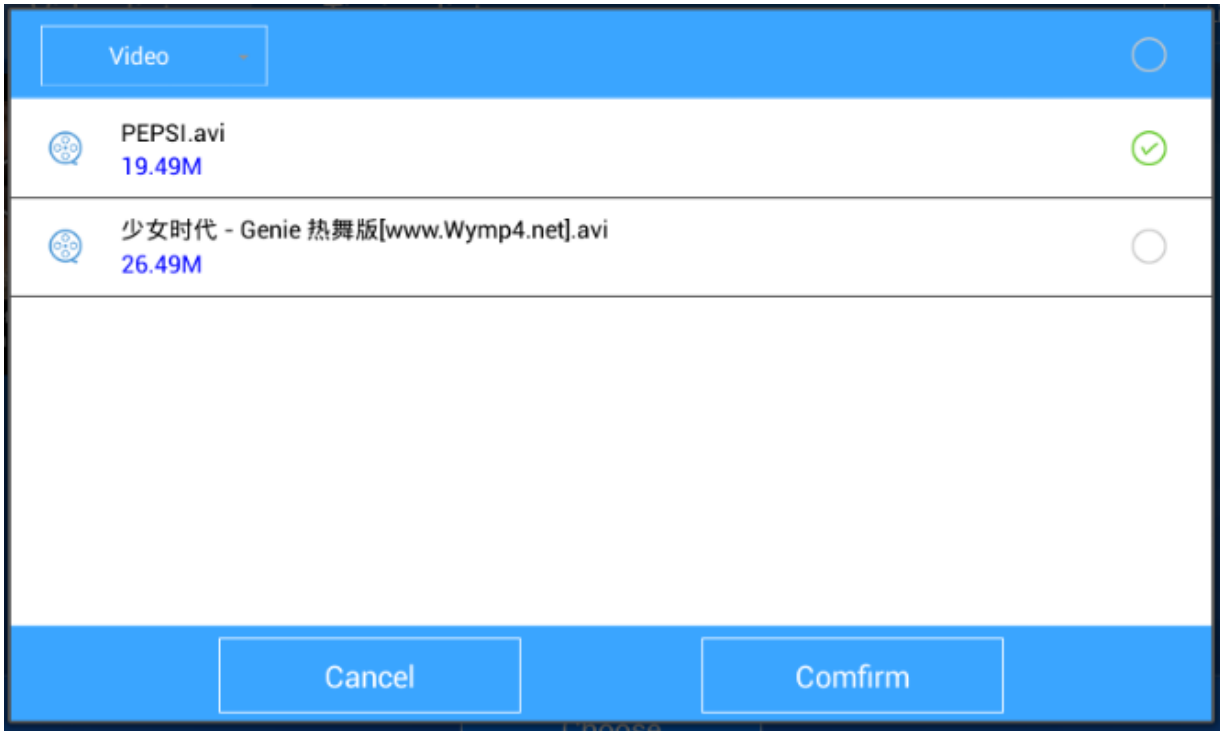 Video
PEPSI.avi
19.49M
少女时代 - Genie 热舞版[www.Wymp4.net].avi
26.49M
Cancel
Comfirm